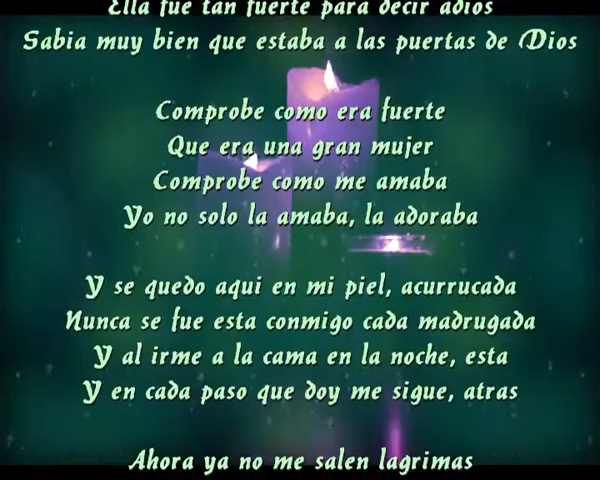 Ella fue tan fuerte para decir adios
Sabia muy bien que estaba a las puertas de Dios
Comprobe como era fuerte
Que era una gran mujer
Comprobe como me amaba
Yo no solo la amaba, la adoraba
Y se quedo aqui en mi piel, acurrucada
Nunca se fue esta conmigo cada madrugada
Y al irme a la cama en la noche, esta
Y en cada paso que doy me sigue, atras
Ahora ya no me salen lagrimas